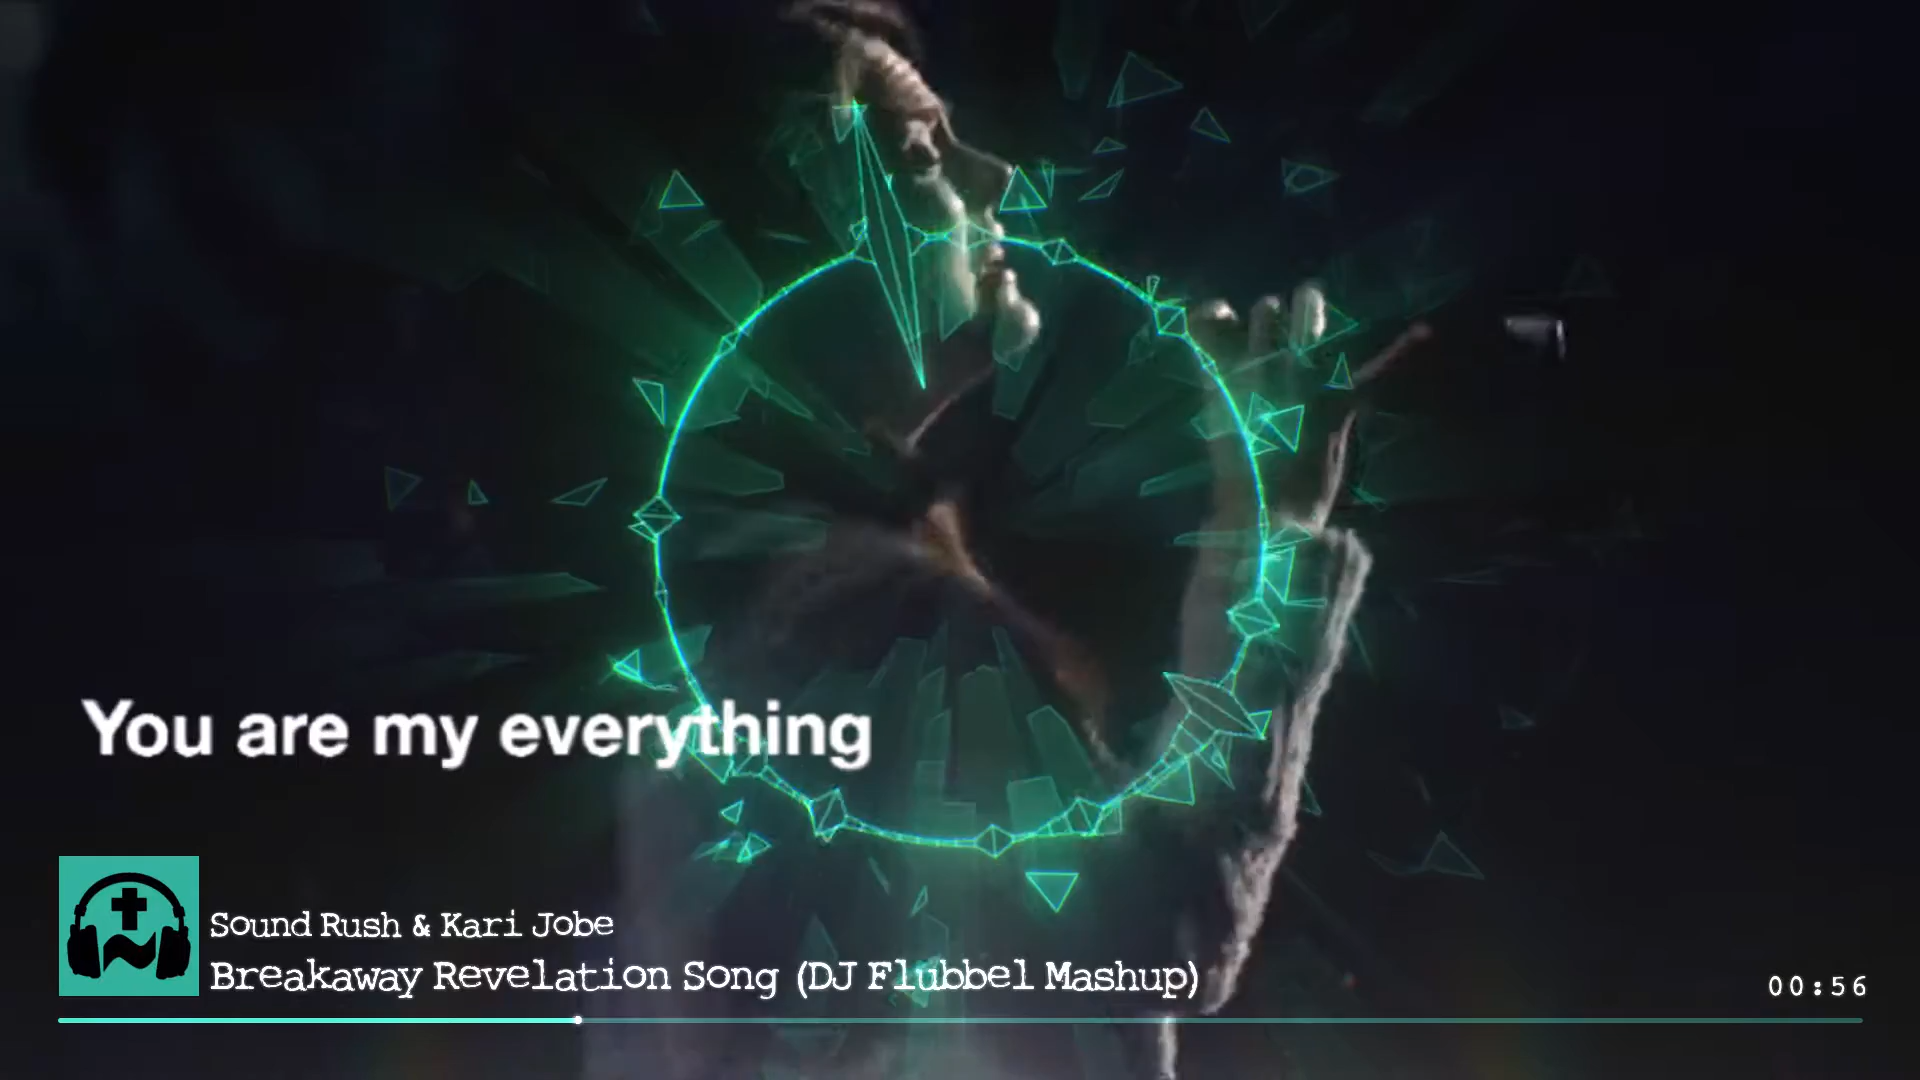 You are my everything
Sound Rush & Kari Jobe
Breakaway Revelation Song (DJ Flubbel Mashup)
00:56